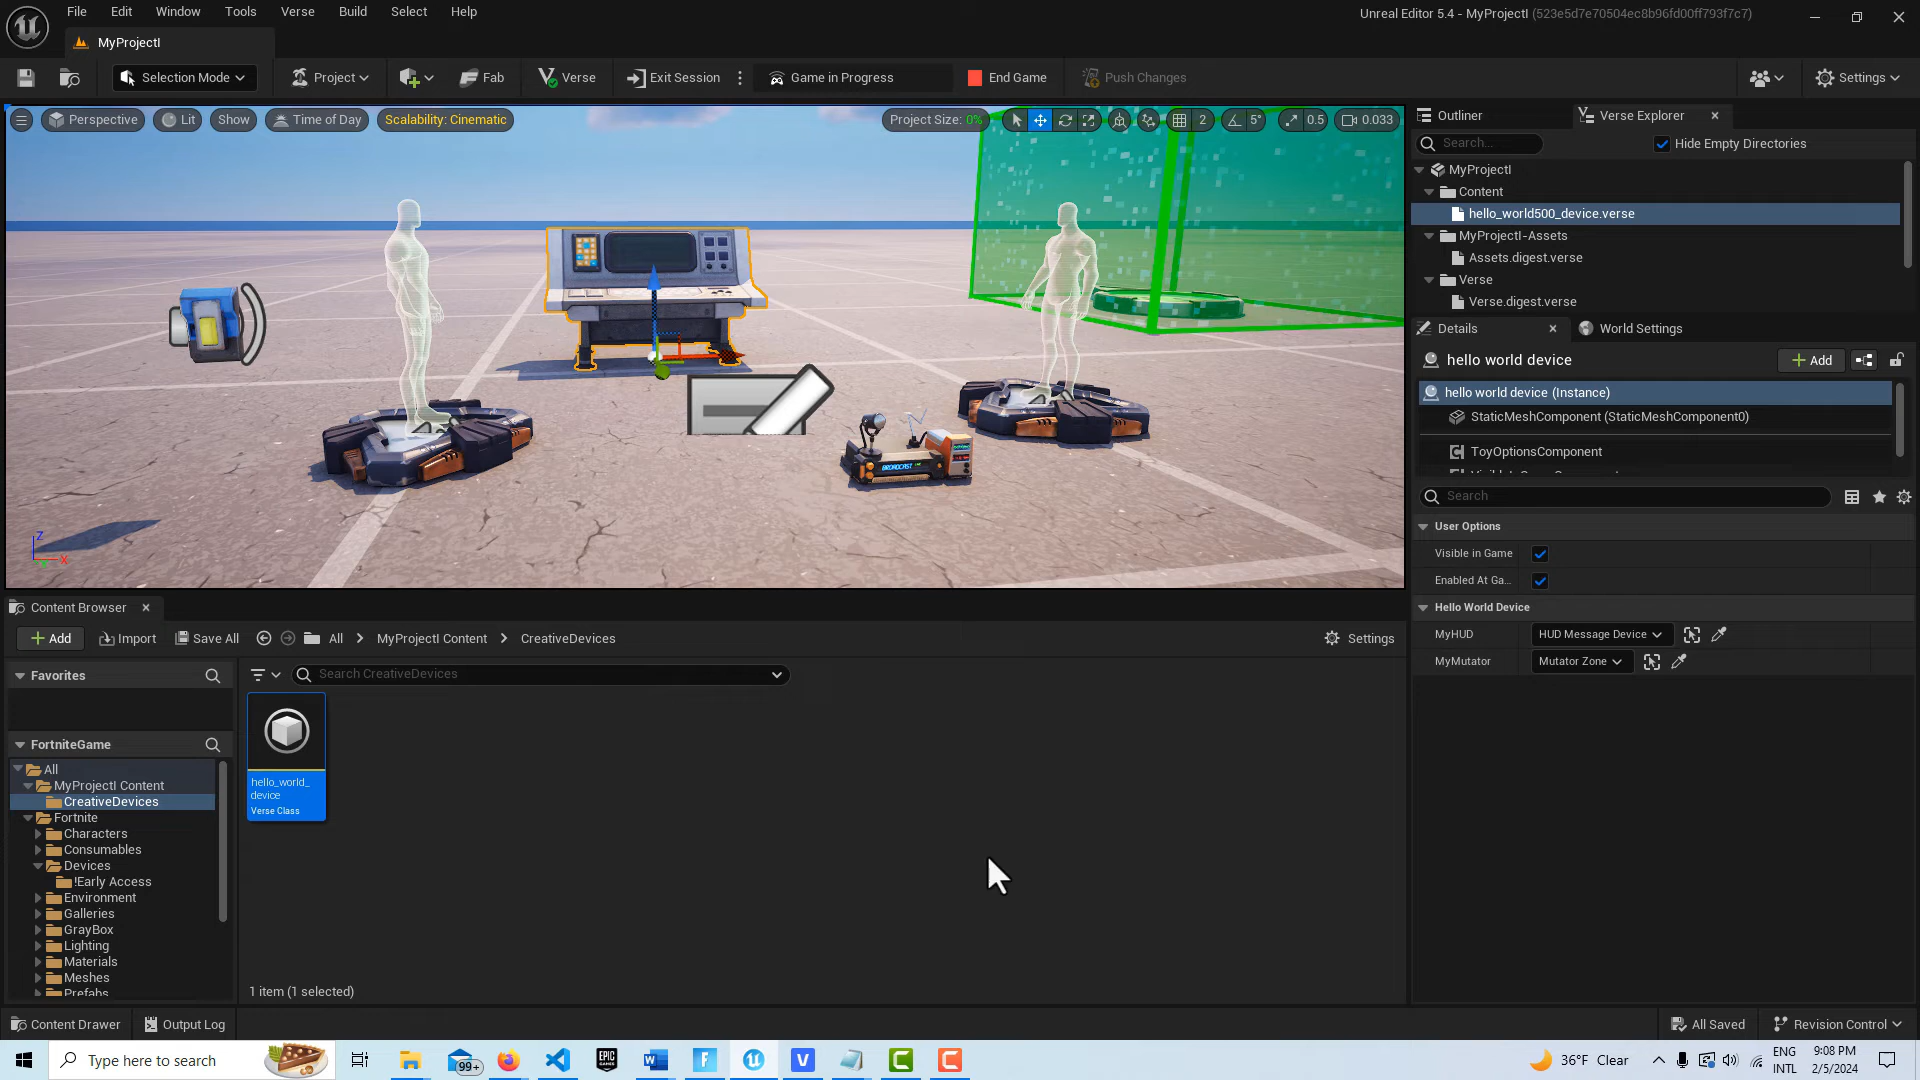 File Edit Window Tools Verse Build Select Help
Unreal Editor 5.4 - MyProjectI (523e5d7e70504ec8b96fd00ff793f7c7)
MyProjectI
Selection Mode Project Fab Verse Exit Session Game in Progress End Game Push Changes Settings
Perspective Lit Show Time of Day Scalability: Cinematic Project Size: 0% 2 5° 0.5 0.033
Outliner Verse Explorer
Search... Hide Empty Directories
MyProjectI
Content
hello_world500_device.verse
MyProjectI-Assets
Assets.digest.verse
Verse
Verse.digest.verse
Details World Settings
hello world device Add
hello world device (Instance)
StaticMeshComponent (StaticMeshComponent0)
ToyOptionsComponent
Search
User Options
Visible in Game
Enabled At Ga...
Hello World Device
MyHUD HUD Message Device
MyMutator Mutator Zone
BROADCAST
Z
X
Content Browser
Add Import Save All All MyProjectI Content CreativeDevices Settings
Favorites
Search CreativeDevices
FortniteGame
All
MyProjectI Content
CreativeDevices
Fortnite
Characters
Consumables
Devices
!Early Access
Environment
Galleries
GrayBox
Lighting
Materials
Meshes
Prefabs
hello_world_
device
Verse Class
1 item (1 selected)
Content Drawer Output Log All Saved Revision Control
Type here to search 99+ EPIC GAMES 36°F Clear ENG INTL 9:08 PM 2/5/2024